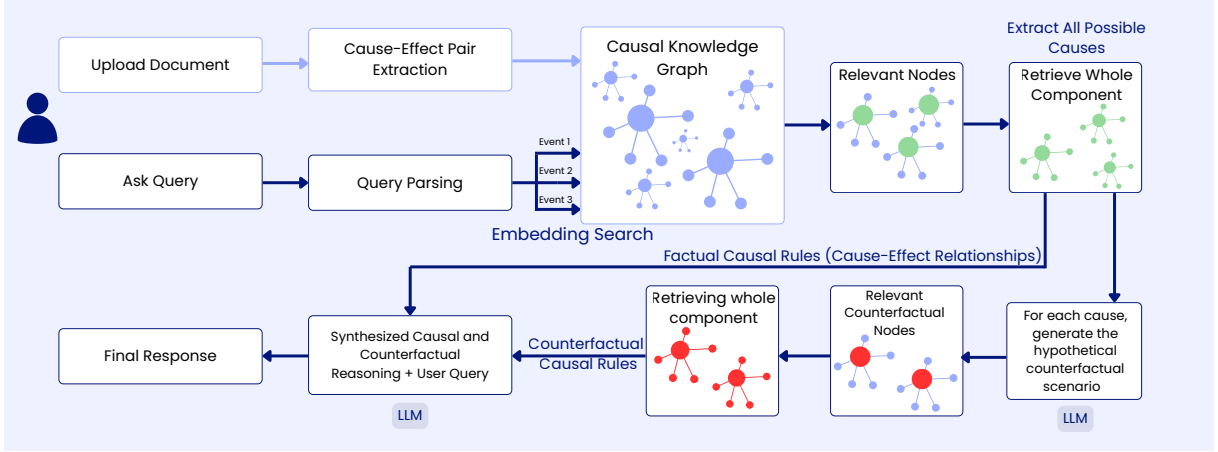 Upload Document
Cause-Effect Pair
Extraction
Causal Knowledge
Graph
Extract All Possible
Causes
Relevant Nodes
Retrieve Whole
Component
Ask Query
Query Parsing
Event 1
Event 2
Event 3
Embedding Search
Factual Causal Rules (Cause-Effect Relationships)
For each cause,
generate the
hypothetical
counterfactual
scenario
LLM
Relevant
Counterfactual
Nodes
Retrieving whole
component
Counterfactual
Causal Rules
Synthesized Causal and
Counterfactual
Reasoning + User Query
LLM
Final Response